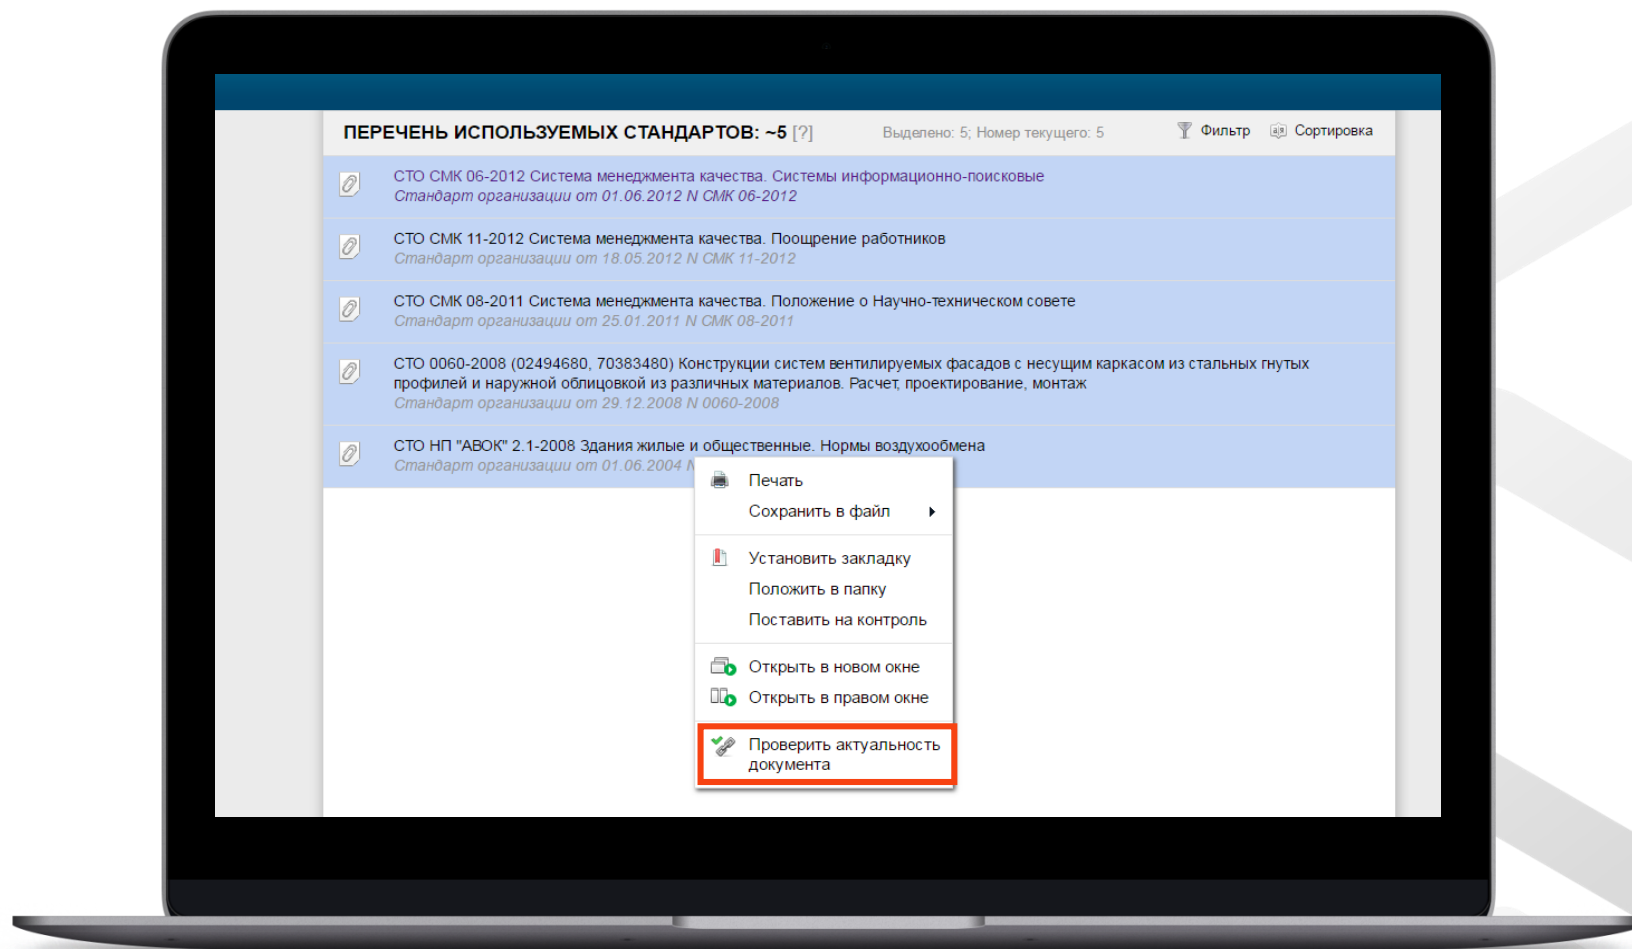 ПЕРЕЧЕНЬ ИСПОЛЬЗУЕМЫХ СТАНДАРТОВ: ~5 [?] Выделено: 5; Номер текущего: 5 Фильтр Сортировка
СТО СМК 06-2012 Система менеджмента качества. Системы информационно-поисковые
Стандарт организации от 01.06.2012 N СМК 06-2012
СТО СМК 11-2012 Система менеджмента качества. Поощрение работников
Стандарт организации от 18.05.2012 N СМК 11-2012
СТО СМК 08-2011 Система менеджмента качества. Положение о Научно-техническом совете
Стандарт организации от 25.01.2011 N СМК 08-2011
СТО 0060-2008 (02494680, 70383480) Конструкции систем вентилируемых фасадов с несущим каркасом из стальных гнутых
профилей и наружной облицовкой из различных материалов. Расчет, проектирование, монтаж
Стандарт организации от 29.12.2008 N 0060-2008
СТО НП "АВОК" 2.1-2008 Здания жилые и общественные. Нормы воздухообмена
Стандарт организации от 01.06.2004 N
Печать
Сохранить в файл
Установить закладку
Положить в папку
Поставить на контроль
Открыть в новом окне
Открыть в правом окне
Проверить актуальность
документа